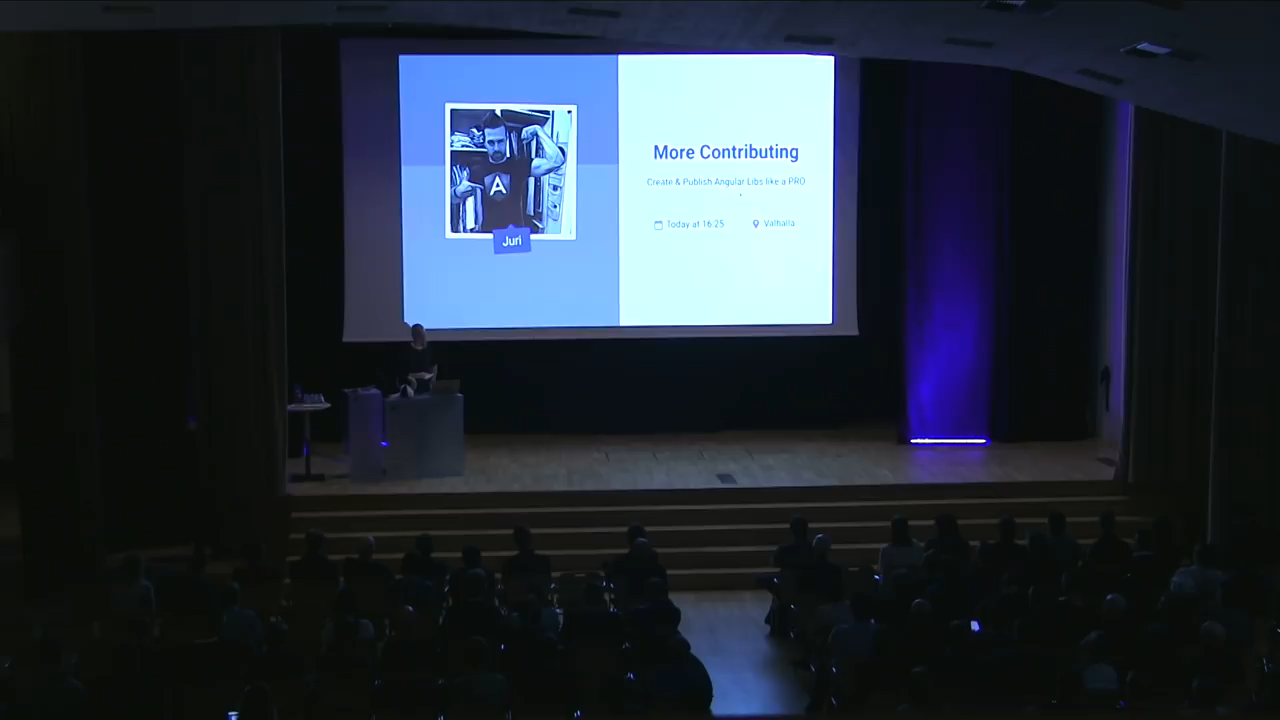 A
Juri
More Contributing
Create & Publish Angular Libs like a PRO
Today at 16:25
Valhalla